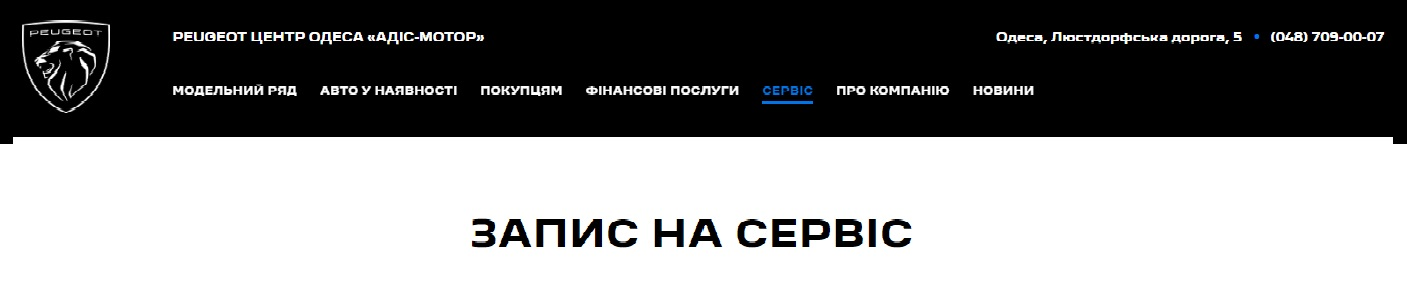 PEUGEOT
PEUGEOT ЦЕНТР ОДЕСА «АДІС-МОТОР»
Одеса, Люстдорфська дорога, 5 • (048) 709-00-07
МОДЕЛЬНИЙ РЯД АВТО У НАЯВНОСТІ ПОКУПЦЯМ ФІНАНСОВІ ПОСЛУГИ СЕРВІС ПРО КОМПАНІЮ НОВИНИ
ЗАПИС НА СЕРВІС